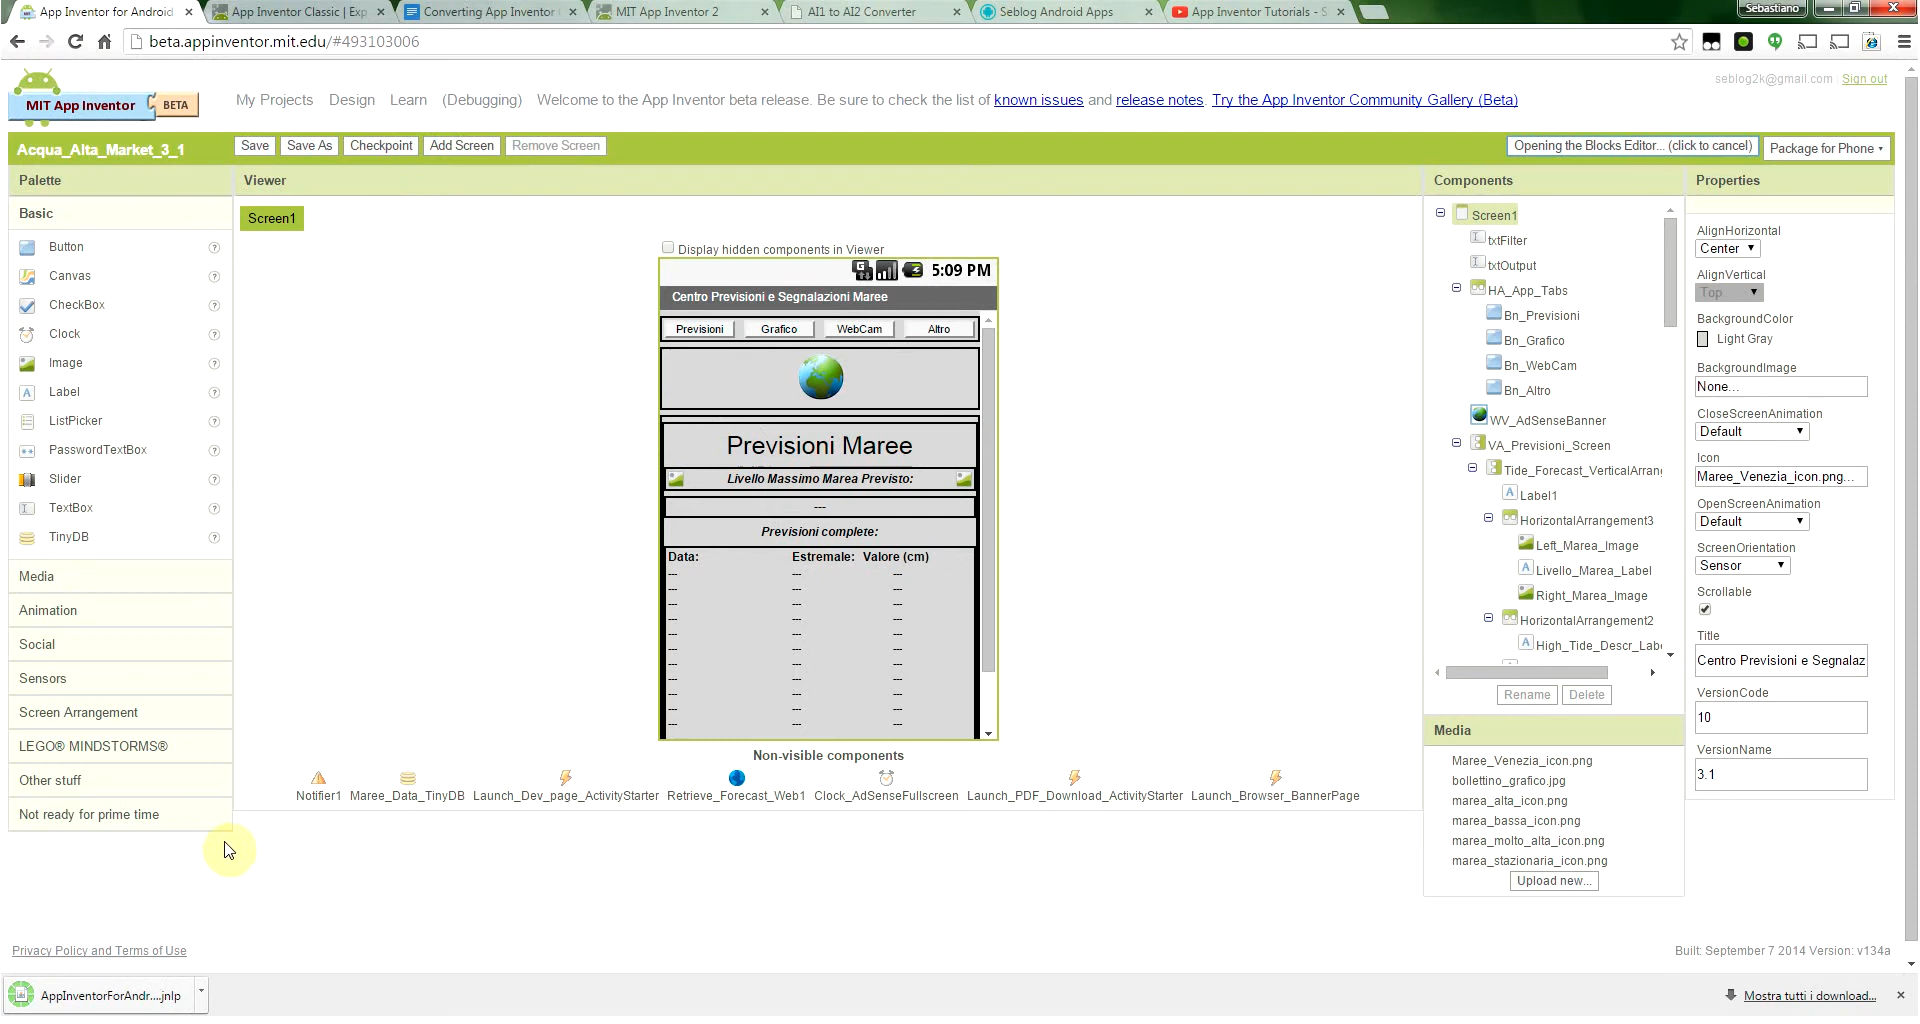 App Inventor for Android
App Inventor Classic | Exp
Converting App Inventor
MIT App Inventor 2
AI1 to AI2 Converter
Seblog Android Apps
App Inventor Tutorials - S
Sebastiano
beta.appinventor.mit.edu/#493103006
seblog2k@gmail.com Sign out
MIT App Inventor BETA
My Projects Design Learn (Debugging) Welcome to the App Inventor beta release. Be sure to check the list of known issues and release notes. Try the App Inventor Community Gallery (Beta)
Acqua_Alta_Market_3_1
Save
Save As
Checkpoint
Add Screen
Remove Screen
Opening the Blocks Editor... (click to cancel)
Package for Phone
Palette
Basic
Button
Canvas
CheckBox
Clock
Image
Label
ListPicker
PasswordTextBox
Slider
TextBox
TinyDB
Media
Animation
Social
Sensors
Screen Arrangement
LEGO® MINDSTORMS®
Other stuff
Not ready for prime time
Viewer
Screen1
Display hidden components in Viewer
5:09 PM
Centro Previsioni e Segnalazioni Maree
Previsioni Grafico WebCam Altro
Previsioni Maree
Livello Massimo Marea Previsto:
---
Previsioni complete:
Data: Estremale: Valore (cm)
--- --- ---
--- --- ---
--- --- ---
--- --- ---
--- --- ---
--- --- ---
--- --- ---
--- --- ---
--- --- ---
--- --- ---
--- --- ---
Non-visible components
Notifier1 Maree_Data_TinyDB Launch_Dev_page_ActivityStarter Retrieve_Forecast_Web1 Clock_AdSenseFullscreen Launch_PDF_Download_ActivityStarter Launch_Browser_BannerPage
Components
Screen1
txtFilter
txtOutput
HA_App_Tabs
Bn_Previsioni
Bn_Grafico
Bn_WebCam
Bn_Altro
WV_AdSenseBanner
VA_Previsioni_Screen
Tide_Forecast_VerticalArrang
Label1
HorizontalArrangement3
Left_Marea_Image
Livello_Marea_Label
Right_Marea_Image
HorizontalArrangement2
High_Tide_Descr_Labe
Rename
Delete
Media
Maree_Venezia_icon.png
bollettino_grafico.jpg
marea_alta_icon.png
marea_bassa_icon.png
marea_molto_alta_icon.png
marea_stazionaria_icon.png
Upload new...
Properties
AlignHorizontal
Center
AlignVertical
Top
BackgroundColor
Light Gray
BackgroundImage
None...
CloseScreenAnimation
Default
Icon
Maree_Venezia_icon.png...
OpenScreenAnimation
Default
ScreenOrientation
Sensor
Scrollable
Title
Centro Previsioni e Segnalaz
VersionCode
10
VersionName
3.1
Privacy Policy and Terms of Use
Built: September 7 2014 Version: v134a
AppInventorForAndr....jnlp
Mostra tutti i download...